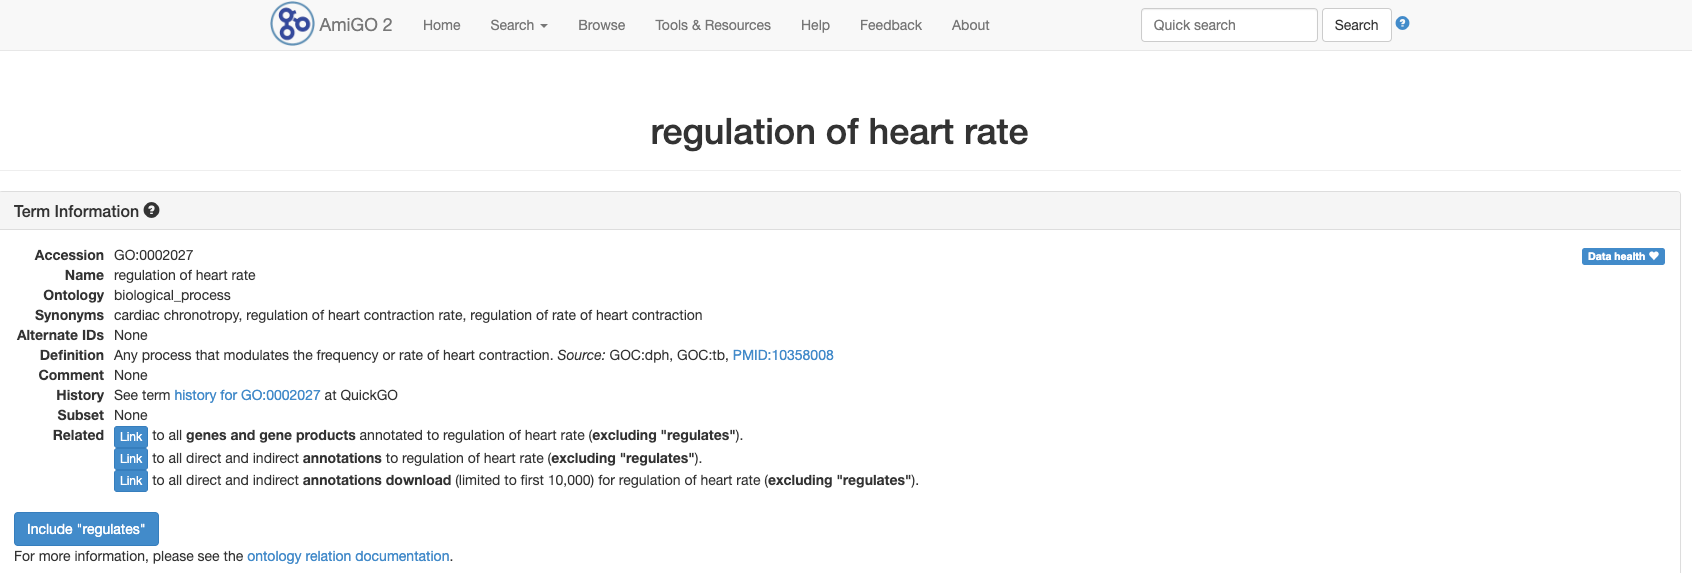 go AmiGO 2 Home Search Browse Tools & Resources Help Feedback About Quick search Search ?
regulation of heart rate
Term Information ?
Accession GO:0002027 Data health
Name regulation of heart rate
Ontology biological_process
Synonyms cardiac chronotropy, regulation of heart contraction rate, regulation of rate of heart contraction
Alternate IDs None
Definition Any process that modulates the frequency or rate of heart contraction. Source: GOC:dph, GOC:tb, PMID:10358008
Comment None
History See term history for GO:0002027 at QuickGO
Subset None
Related Link to all genes and gene products annotated to regulation of heart rate (excluding "regulates").
Link to all direct and indirect annotations to regulation of heart rate (excluding "regulates").
Link to all direct and indirect annotations download (limited to first 10,000) for regulation of heart rate (excluding "regulates").
Include "regulates"
For more information, please see the ontology relation documentation.